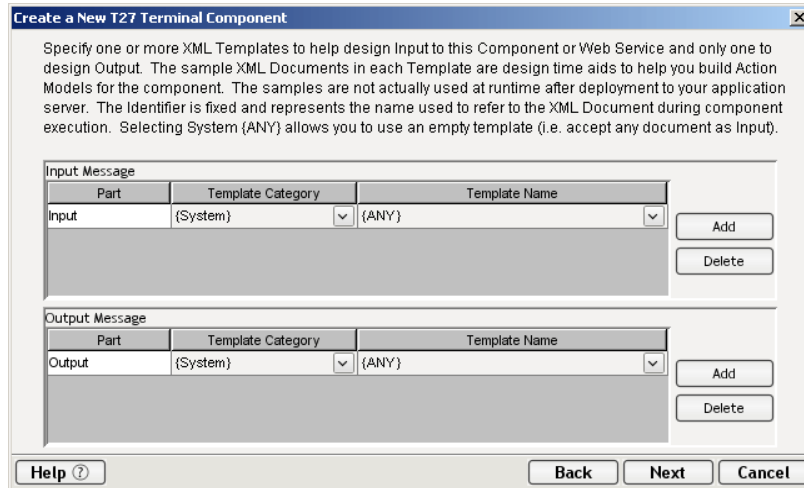 Create a New T27 Terminal Component
Specify one or more XML Templates to help design Input to this Component or Web Service and only one to
design Output. The sample XML Documents in each Template are design time aids to help you build Action
Models for the component. The samples are not actually used at runtime after deployment to your application
server. The Identifier is fixed and represents the name used to refer to the XML Document during component
execution. Selecting System {ANY} allows you to use an empty template (i.e. accept any document as Input).
Input Message
Part Template Category Template Name
Input {System} {ANY}
Add
Delete
Output Message
Part Template Category Template Name
Output {System} {ANY}
Add
Delete
Help ? Back Next Cancel